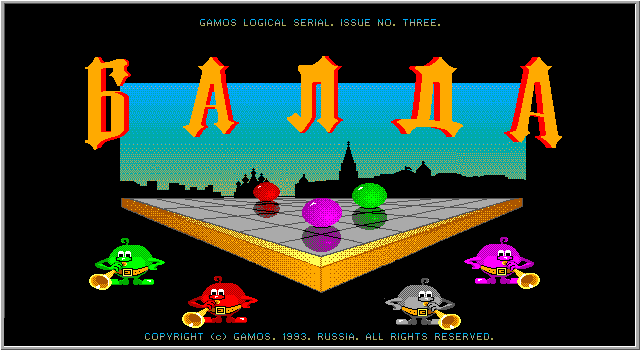 GAMOS LOGICAL SERIAL. ISSUE NO. THREE.
БАЛДА
COPYRIGHT (c) GAMOS. 1993. RUSSIA. ALL RIGHTS RESERVED.